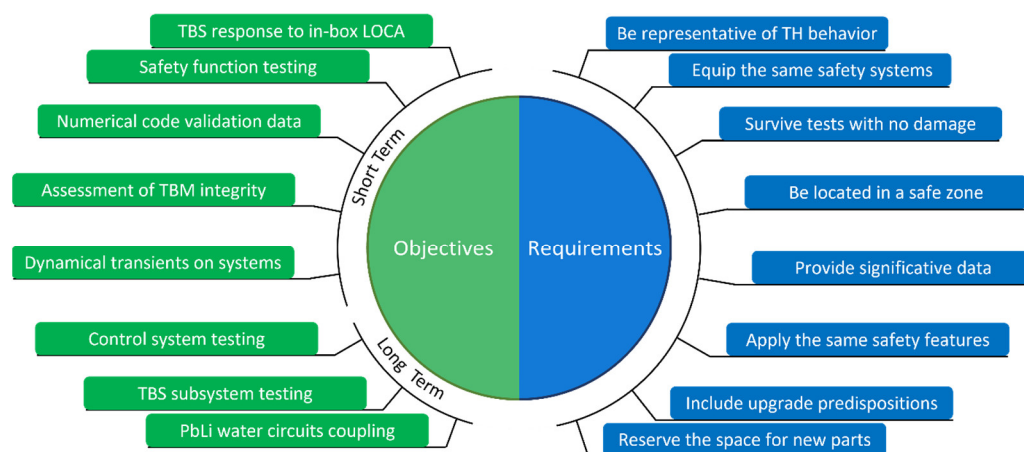 TBS response to in-box LOCA
Safety function testing
Numerical code validation data
Assessment of TBM integrity
Dynamical transients on systems
Control system testing
TBS subsystem testing
PbLi water circuits coupling
Short Term
Long Term
Objectives
Requirements
Be representative of TH behavior
Equip the same safety systems
Survive tests with no damage
Be located in a safe zone
Provide significative data
Apply the same safety features
Include upgrade predispositions
Reserve the space for new parts